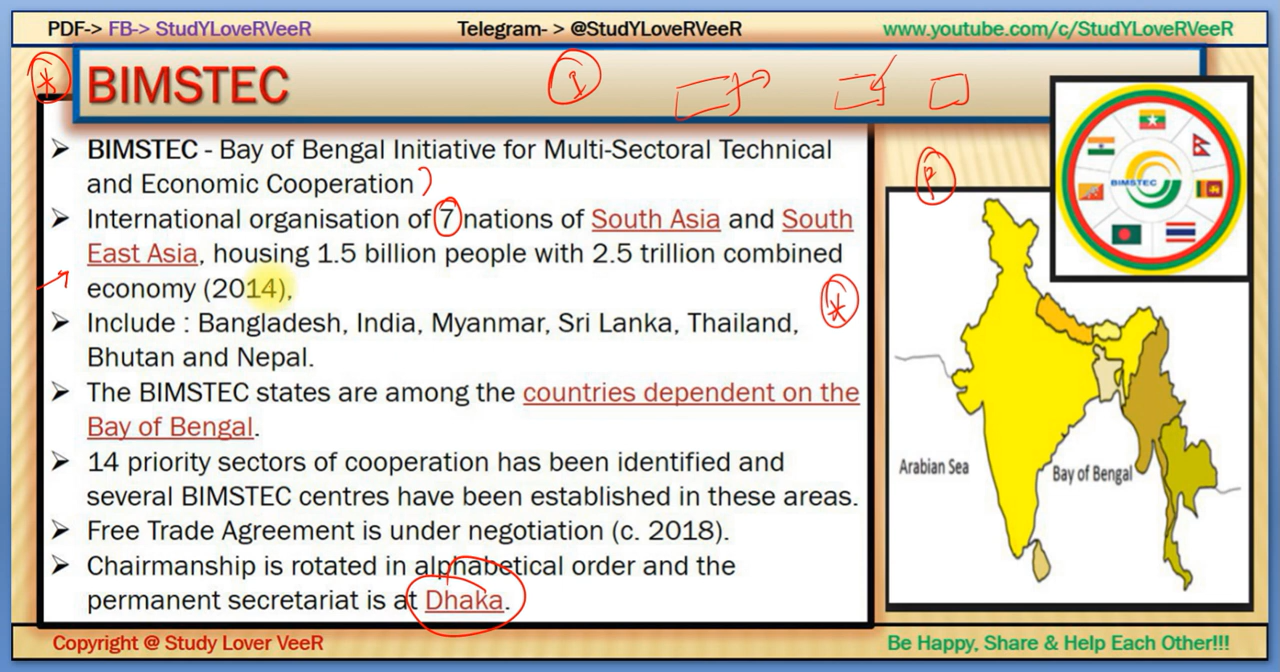 PDF-> FB-> StudYLoveRVeeR
Telegram- > @StudYLoveRVeeR
www.youtube.com/c/StudYLoveRVeeR
BIMSTEC
➢ BIMSTEC - Bay of Bengal Initiative for Multi-Sectoral Technical
and Economic Cooperation
➢ International organisation of 7 nations of South Asia and South
East Asia, housing 1.5 billion people with 2.5 trillion combined
economy (2014),
➢ Include : Bangladesh, India, Myanmar, Sri Lanka, Thailand,
Bhutan and Nepal.
➢ The BIMSTEC states are among the countries dependent on the
Bay of Bengal.
➢ 14 priority sectors of cooperation has been identified and
several BIMSTEC centres have been established in these areas.
➢ Free Trade Agreement is under negotiation (c. 2018).
➢ Chairmanship is rotated in alphabetical order and the
permanent secretariat is at Dhaka.
BIMSTEC
Arabian Sea
Bay of Bengal
Copyright @ Study Lover VeeR
Be Happy, Share & Help Each Other!!!